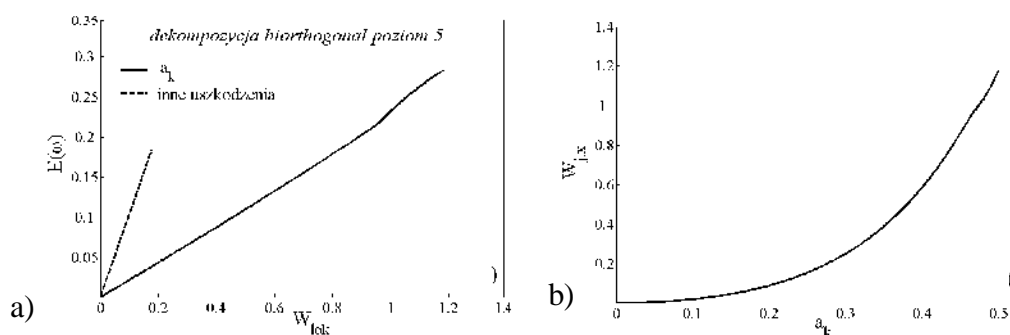 dekompozycja biorthogonal poziom 5
a_k
inne uszkodzenia
E(ω)
0.35
0.3
0.25
0.2
0.15
0.1
0.05
0
0 0.2 0.4 0.6 0.8 1 1.2 1.4
a)
1.4
1.2
1
0.8
0.6
0.4
0.2
0 0.1 0.2 0.3 0.4 0.5
a_k
b)